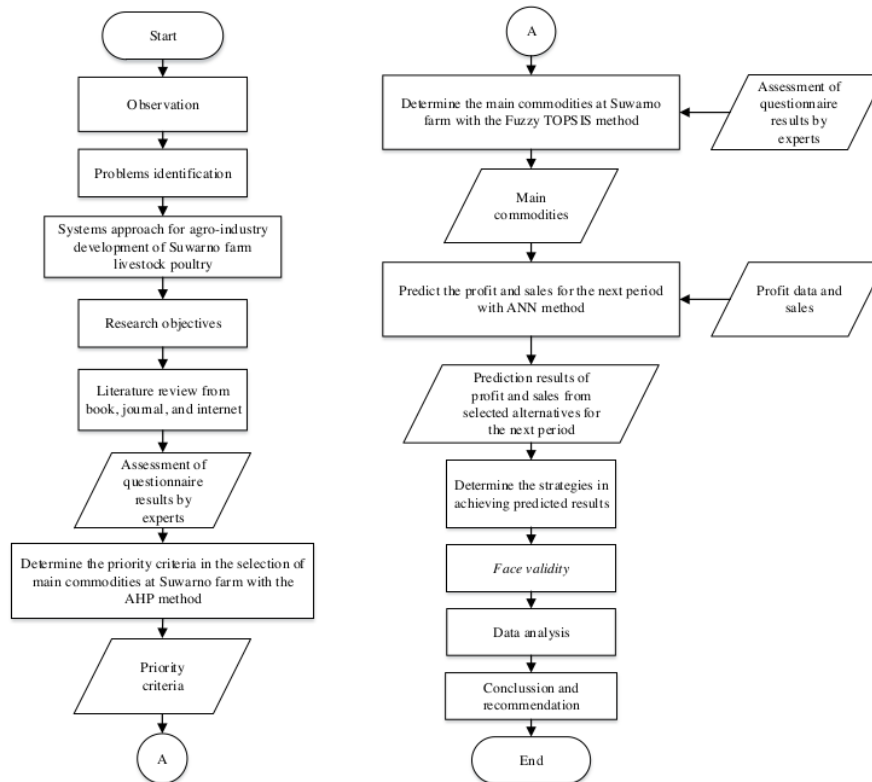 Start
Observation
Problems identification
Systems approach for agro-industry
development of Suwarno farm
livestock poultry
Research objectives
Literature review from
book, journal, and internet
Assessment of
questionnaire
results by
experts
Determine the priority criteria in the selection of
main commodities at Suwarno farm with the
AHP method
Priority
criteria
A
A
Determine the main commodities at Suwarno
farm with the Fuzzy TOPSIS method
Assessment of
questionnaire
results by
experts
Main
commodities
Predict the profit and sales for the next period
with ANN method
Profit data and
sales
Prediction results of
profit and sales from
selected alternatives for
the next period
Determine the strategies in
achieving predicted results
Face validity
Data analysis
Conclussion and
recommendation
End